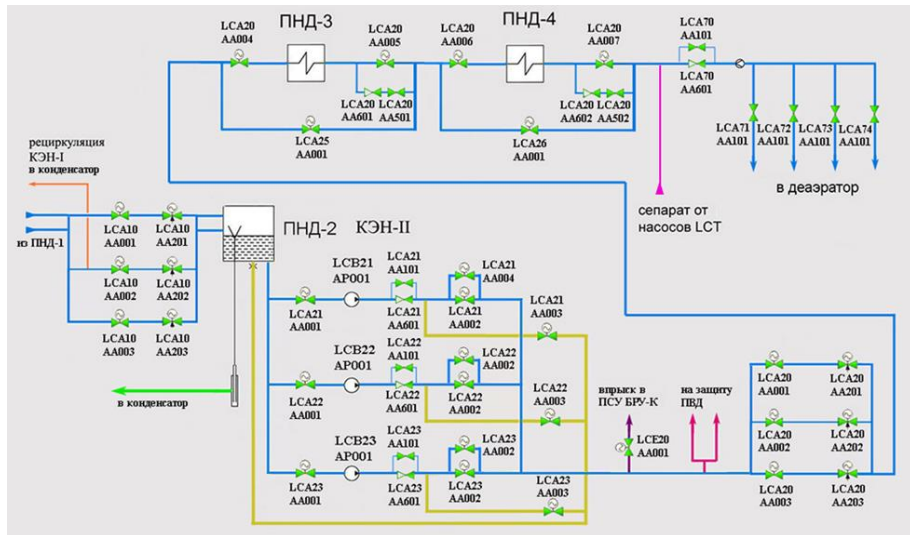 ПНД-3
ПНД-4
LCA20
AA004
LCA20
AA005
LCA20
AA006
LCA20
AA007
LCA70
AA101
LCA70
AA601
LCA20
AA601
LCA20
AA501
LCA20
AA602
LCA20
AA502
LCA25
AA001
LCA26
AA001
LCA71
AA101
LCA72
AA101
LCA73
AA101
LCA74
AA101
в деаэратор
сепарат от
насосов LCT
рециркуляция
КЭН-I
в конденсатор
из ПНД-1
LCA10
AA001
LCA10
AA201
LCA10
AA002
LCA10
AA202
LCA10
AA003
LCA10
AA203
в конденсатор
ПНД-2
КЭН-II
LCB21
AP001
LCA21
AA101
LCA21
AA004
LCA21
AA001
LCA21
AA601
LCA21
AA002
LCA21
AA003
LCB22
AP001
LCA22
AA101
LCA22
AA002
LCA22
AA001
LCA22
AA601
LCA22
AA002
LCA22
AA003
LCB23
AP001
LCA23
AA101
LCA23
AA002
LCA23
AA001
LCA23
AA601
LCA23
AA002
LCA23
AA003
впрыск в
ПСУ БРУ-К
LCE20
AA001
на защиту
ПВД
LCA20
AA001
LCA20
AA201
LCA20
AA002
LCA20
AA202
LCA20
AA003
LCA20
AA203